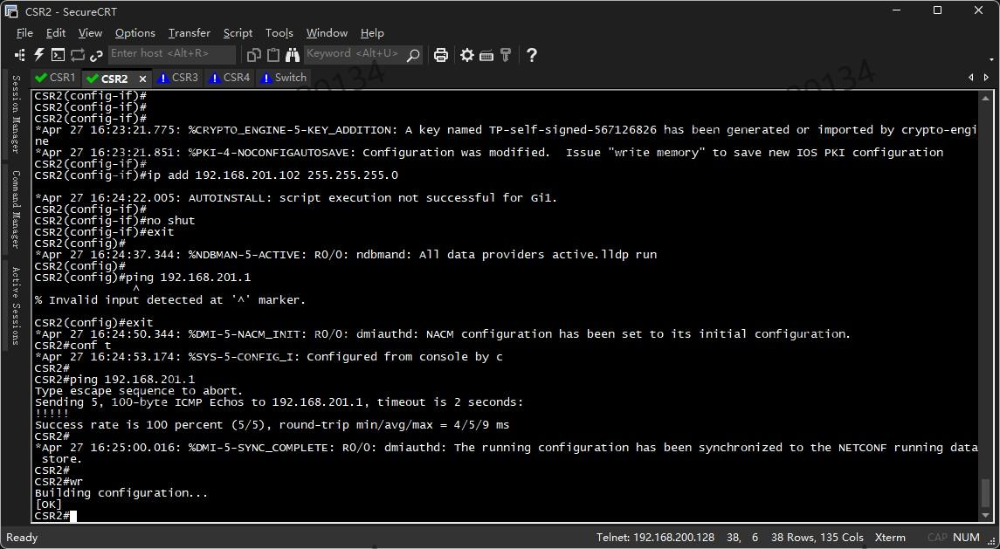 CSR2 - SecureCRT
File Edit View Options Transfer Script Tools Window Help
Enter host <Alt+R> Keyword <Alt+U>
CSR1 CSR2 CSR3 CSR4 Switch
Session Manager
Command Manager
Active Sessions
CSR2(config-if)#
CSR2(config-if)#
CSR2(config-if)#
*Apr 27 16:23:21.775: %CRYPTO_ENGINE-5-KEY_ADDITION: A key named TP-self-signed-567126826 has been generated or imported by crypto-engi
ne
*Apr 27 16:23:21.851: %PKI-4-NOCONFIGAUTOSAVE: Configuration was modified.  Issue "write memory" to save new IOS PKI configuration
CSR2(config-if)#
CSR2(config-if)#ip add 192.168.201.102 255.255.255.0
*Apr 27 16:24:22.005: AUTOINSTALL: script execution not successful for Gi1.
CSR2(config-if)#
CSR2(config-if)#no shut
CSR2(config-if)#exit
CSR2(config)#
*Apr 27 16:24:37.344: %NDBMAN-5-ACTIVE: R0/0: ndbmand: All data providers active.lldp run
CSR2(config)#
CSR2(config)#ping 192.168.201.1
^
% Invalid input detected at '^' marker.
CSR2(config)#exit
*Apr 27 16:24:50.344: %DMI-5-NACM_INIT: R0/0: dmiauthd: NACM configuration has been set to its initial configuration.
CSR2#conf t
*Apr 27 16:24:53.174: %SYS-5-CONFIG_I: Configured from console by c
CSR2#
CSR2#ping 192.168.201.1
Type escape sequence to abort.
Sending 5, 100-byte ICMP Echos to 192.168.201.1, timeout is 2 seconds:
!!!!!
Success rate is 100 percent (5/5), round-trip min/avg/max = 4/5/9 ms
CSR2#
*Apr 27 16:25:00.016: %DMI-5-SYNC_COMPLETE: R0/0: dmiauthd: The running configuration has been synchronized to the NETCONF running data
store.
CSR2#
CSR2#wr
Building configuration...
[OK]
CSR2#
Ready Telnet: 192.168.200.128 38, 6 38 Rows, 135 Cols Xterm CAP NUM